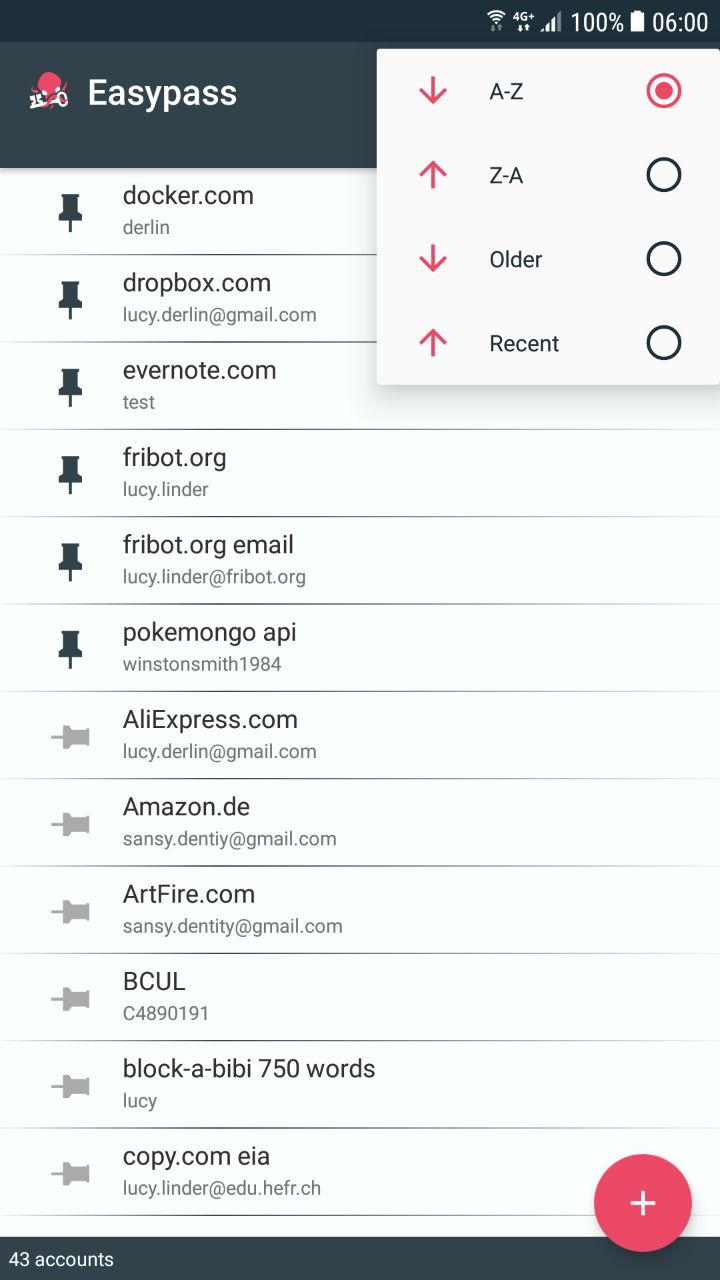 4G+ 100% 06:00
Easypass
A-Z
Z-A
Older
Recent
docker.com
derlin
dropbox.com
lucy.derlin@gmail.com
evernote.com
test
fribot.org
lucy.linder
fribot.org email
lucy.linder@fribot.org
pokemongo api
winstonsmith1984
AliExpress.com
lucy.derlin@gmail.com
Amazon.de
sansy.dentiy@gmail.com
ArtFire.com
sansy.dentity@gmail.com
BCUL
C4890191
block-a-bibi 750 words
lucy
copy.com eia
lucy.linder@edu.hefr.ch
43 accounts